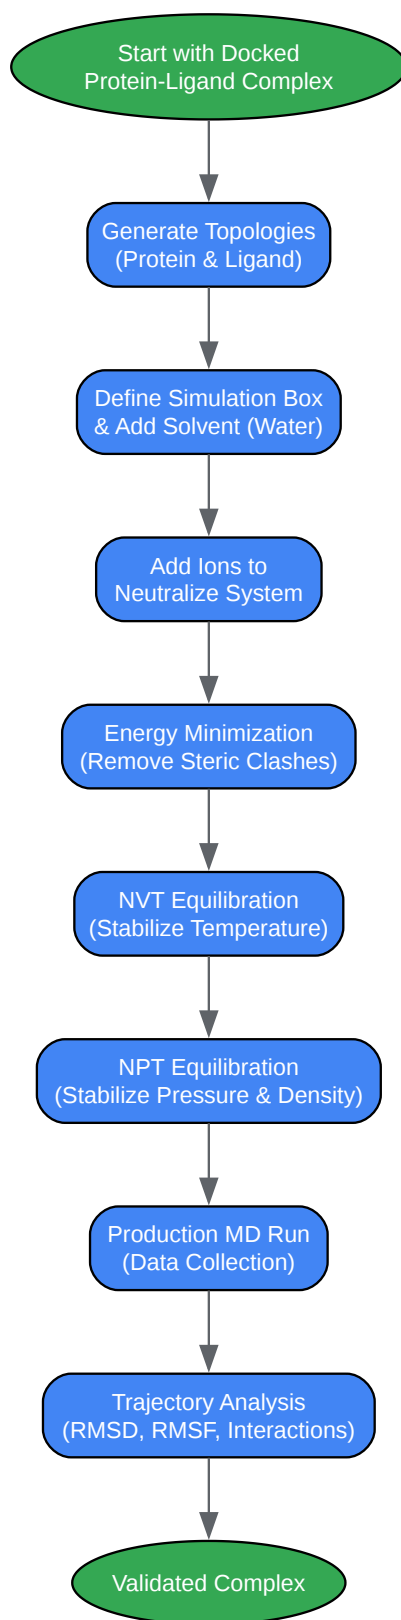 Start with Docked
Protein-Ligand Complex
Generate Topologies
(Protein & Ligand)
Define Simulation Box
& Add Solvent (Water)
Add Ions to
Neutralize System
Energy Minimization
(Remove Steric Clashes)
NVT Equilibration
(Stabilize Temperature)
NPT Equilibration
(Stabilize Pressure & Density)
Production MD Run
(Data Collection)
Trajectory Analysis
(RMSD, RMSF, Interactions)
Validated Complex